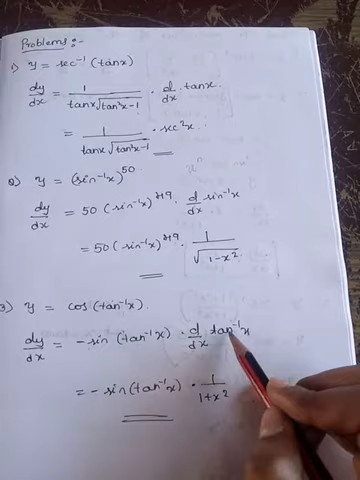 Problems:-
1) y = sec⁻¹(tanx)
dy/dx = 1/(tanx√(tan²x-1)) · d/dx tanx.
= 1/(tanx√(tan²x-1)) · sec²x.
2) y = (sin⁻¹x)⁵⁰
dy/dx = 50(sin⁻¹x)⁴⁹ · d/dx sin⁻¹x
= 50(sin⁻¹x)⁴⁹ · 1/√(1-x²)
3) y = cos(tan⁻¹x).
dy/dx = -sin(tan⁻¹x) · d/dx tan⁻¹x
= -sin(tan⁻¹x) · 1/(1+x²)